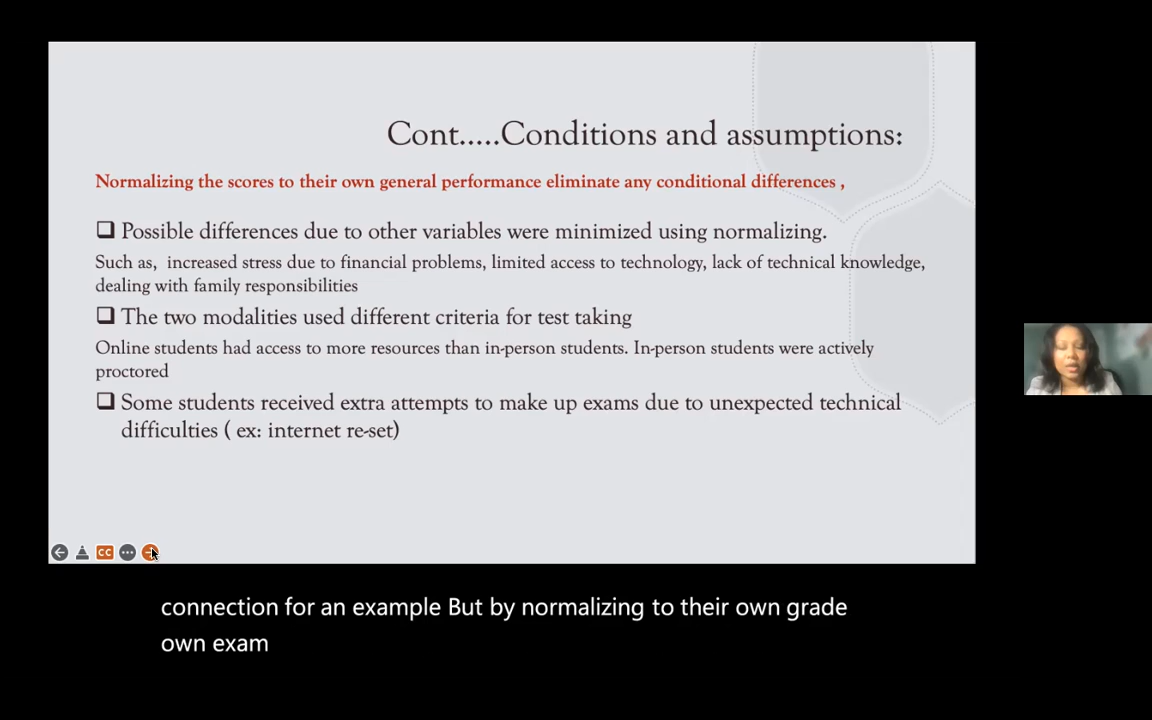 Cont.....Conditions and assumptions:
Normalizing the scores to their own general performance eliminate any conditional differences ,
Possible differences due to other variables were minimized using normalizing.
Such as,  increased stress due to financial problems, limited access to technology, lack of technical knowledge,
dealing with family responsibilities
The two modalities used different criteria for test taking
Online students had access to more resources than in-person students. In-person students were actively
proctored
Some students received extra attempts to make up exams due to unexpected technical
difficulties ( ex: internet re-set)
CC
connection for an example But by normalizing to their own grade
own exam